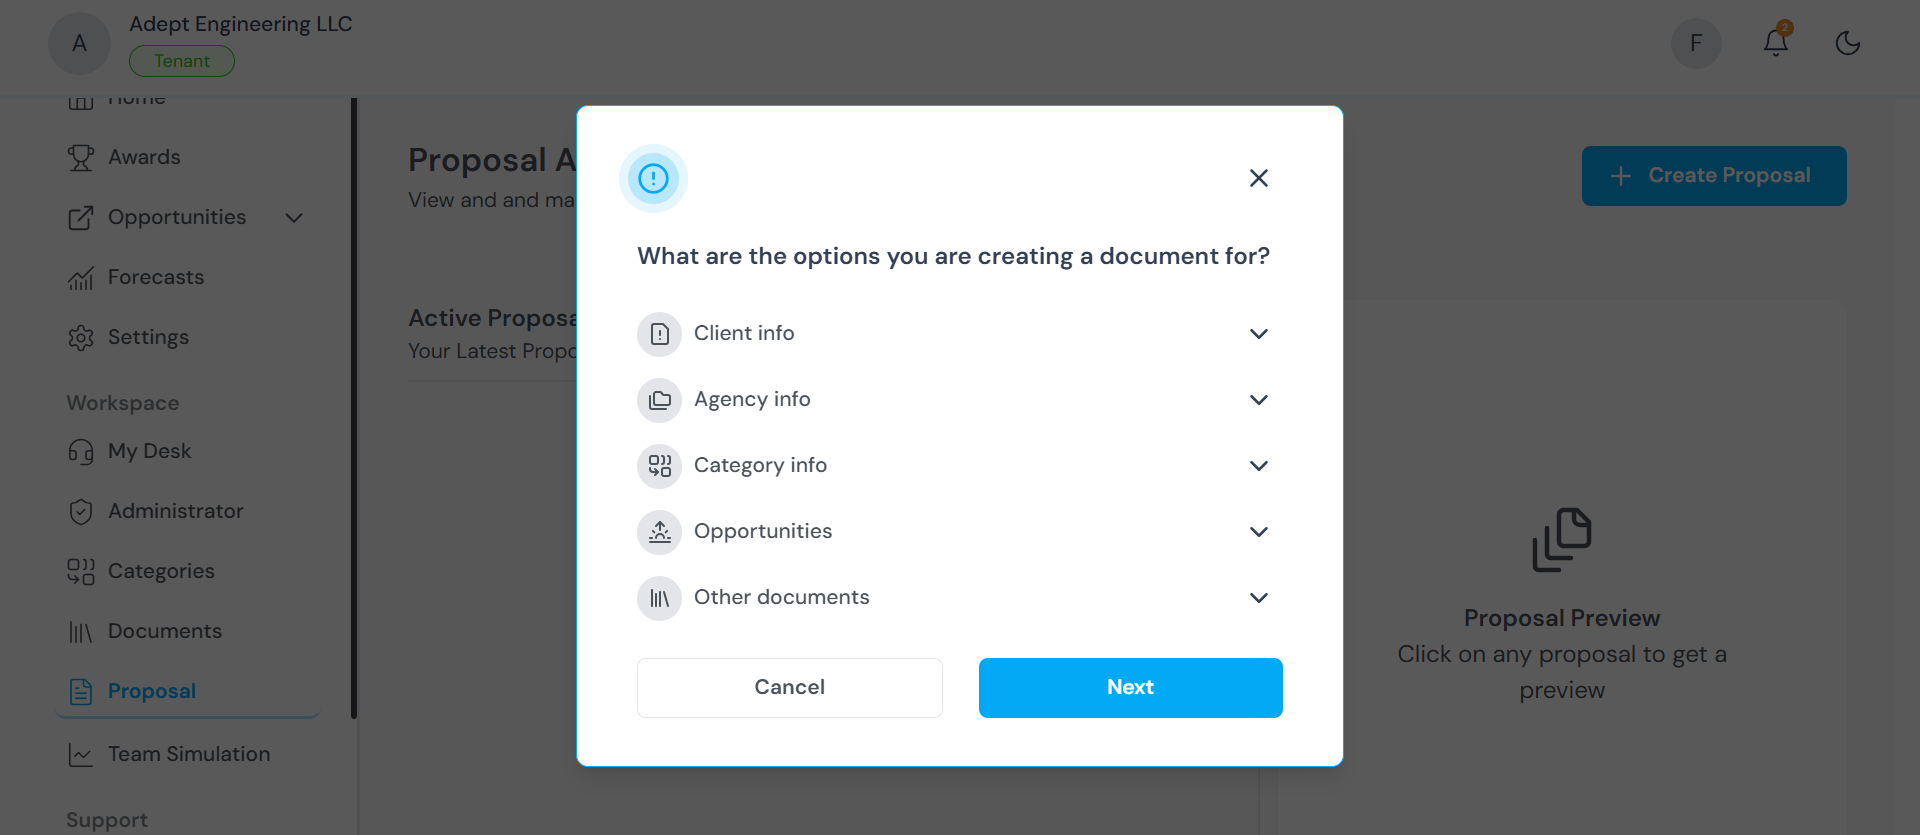 A
Adept Engineering LLC
Tenant
F
2
Home
Awards
Opportunities
Forecasts
Settings
Workspace
My Desk
Administrator
Categories
Documents
Proposal
Team Simulation
Support
Proposal A
View and and ma
Create Proposal
Active Propos
Your Latest Prop
What are the options you are creating a document for?
Client info
Agency info
Category info
Opportunities
Other documents
Cancel
Next
Proposal Preview
Click on any proposal to get a
preview